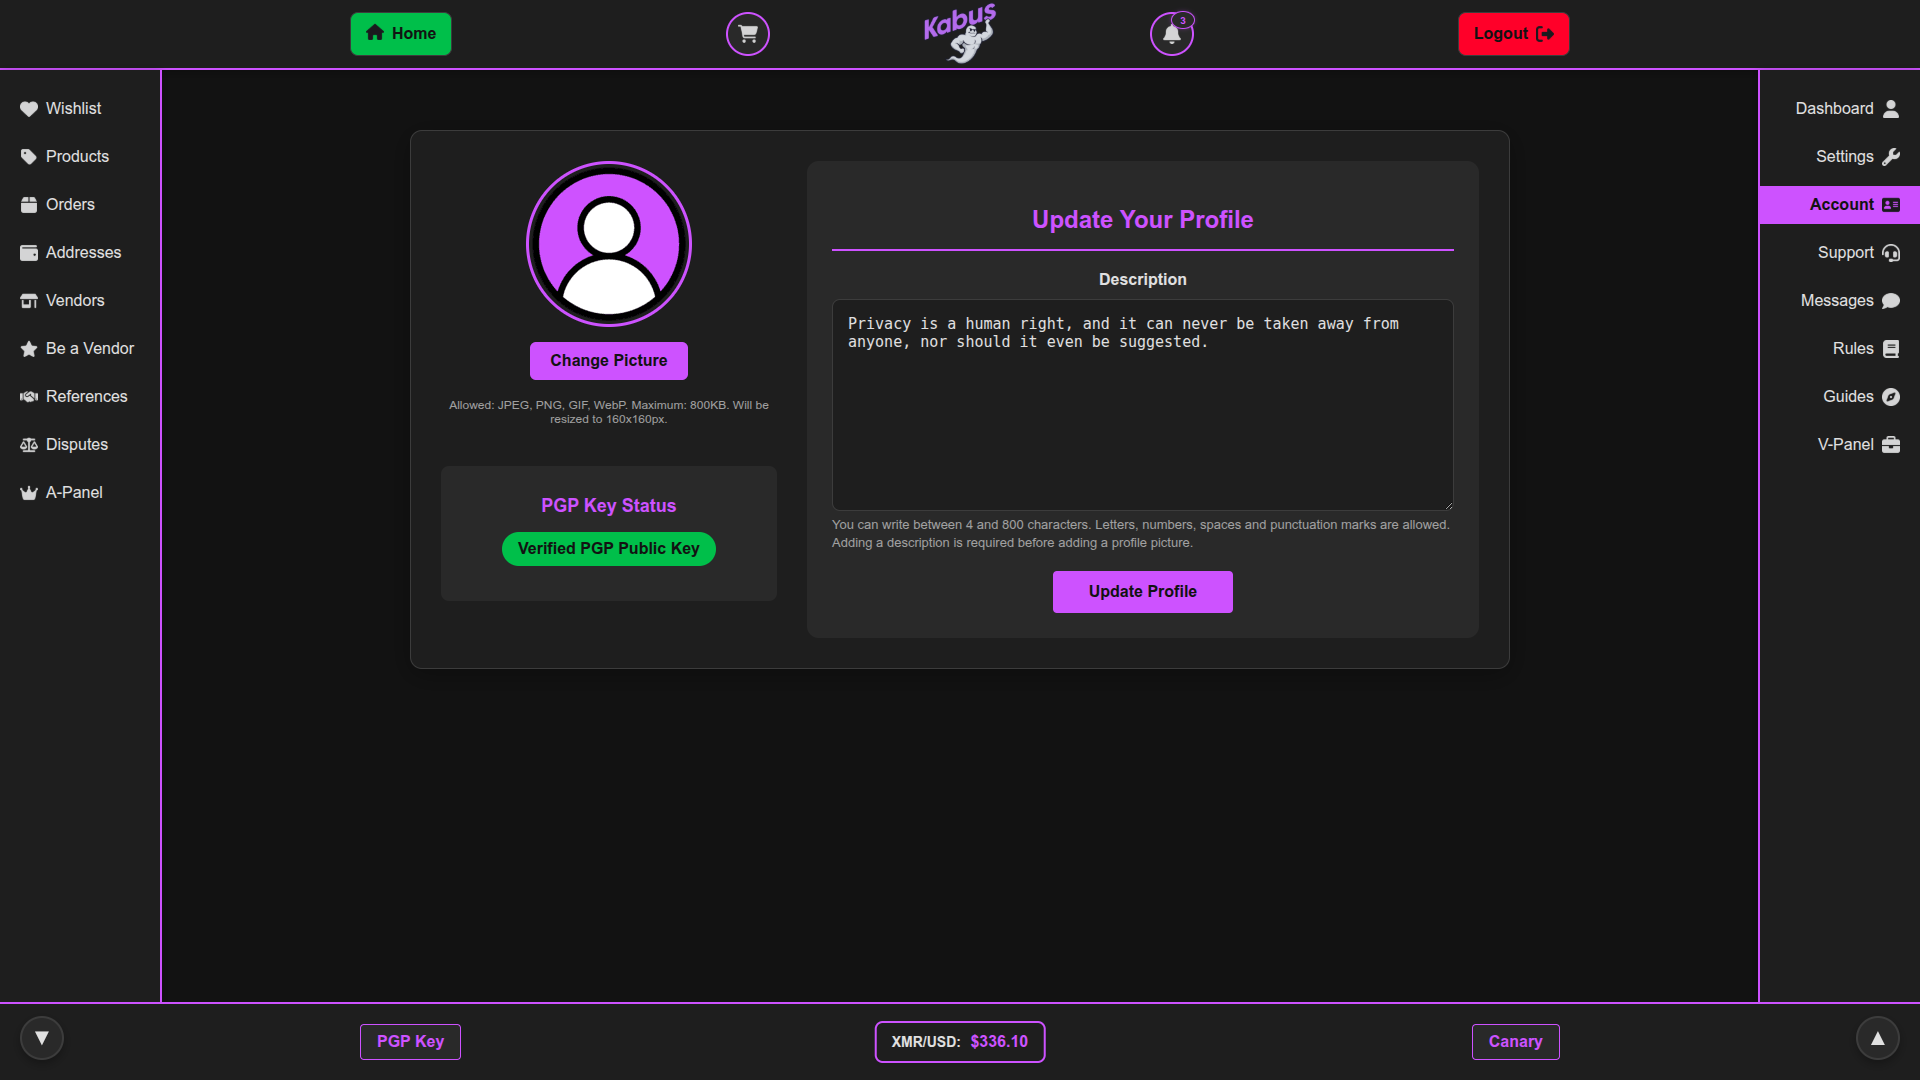 Home
Kabus
3
Logout
Wishlist
Products
Orders
Addresses
Vendors
Be a Vendor
References
Disputes
A-Panel
Change Picture
Allowed: JPEG, PNG, GIF, WebP. Maximum: 800KB. Will be
resized to 160x160px.
PGP Key Status
Verified PGP Public Key
Update Your Profile
Description
Privacy is a human right, and it can never be taken away from
anyone, nor should it even be suggested.
You can write between 4 and 800 characters. Letters, numbers, spaces and punctuation marks are allowed.
Adding a description is required before adding a profile picture.
Update Profile
Dashboard
Settings
Account
Support
Messages
Rules
Guides
V-Panel
PGP Key
XMR/USD: $336.10
Canary